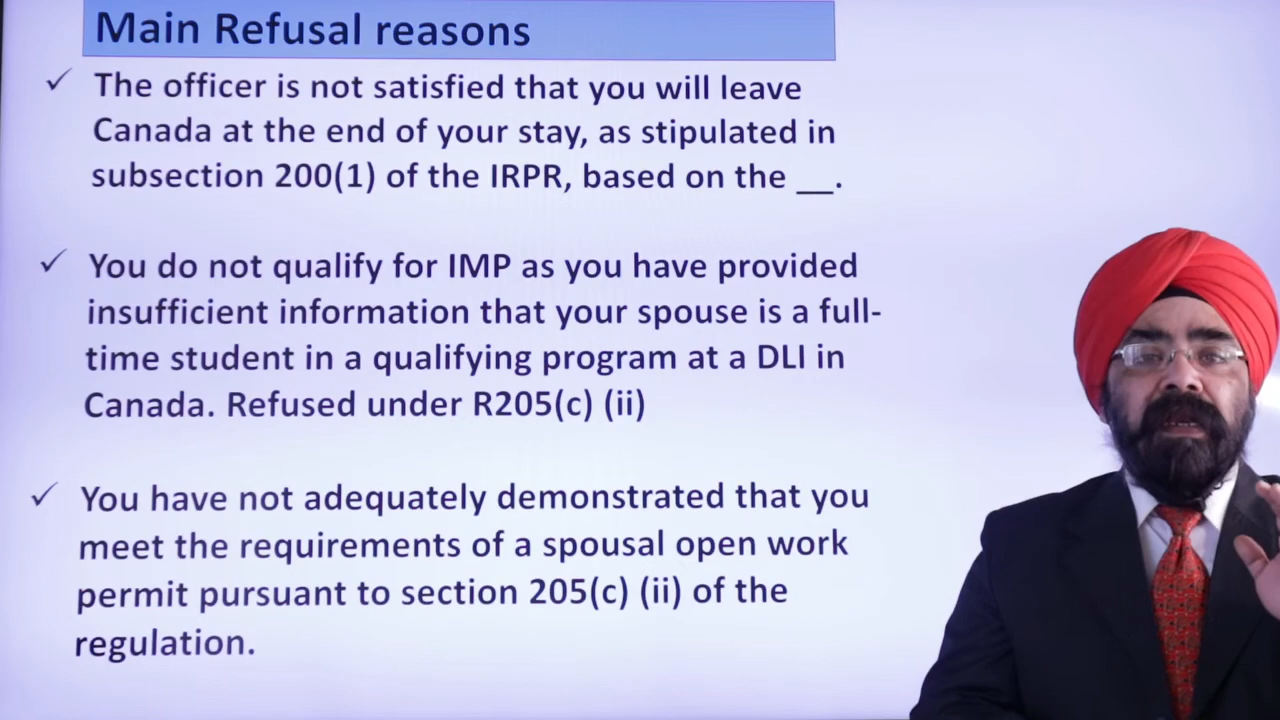 Main Refusal reasons
✓ The officer is not satisfied that you will leave
Canada at the end of your stay, as stipulated in
subsection 200(1) of the IRPR, based on the __.
✓ You do not qualify for IMP as you have provided
insufficient information that your spouse is a full-
time student in a qualifying program at a DLI in
Canada. Refused under R205(c) (ii)
✓ You have not adequately demonstrated that you
meet the requirements of a spousal open work
permit pursuant to section 205(c) (ii) of the
regulation.